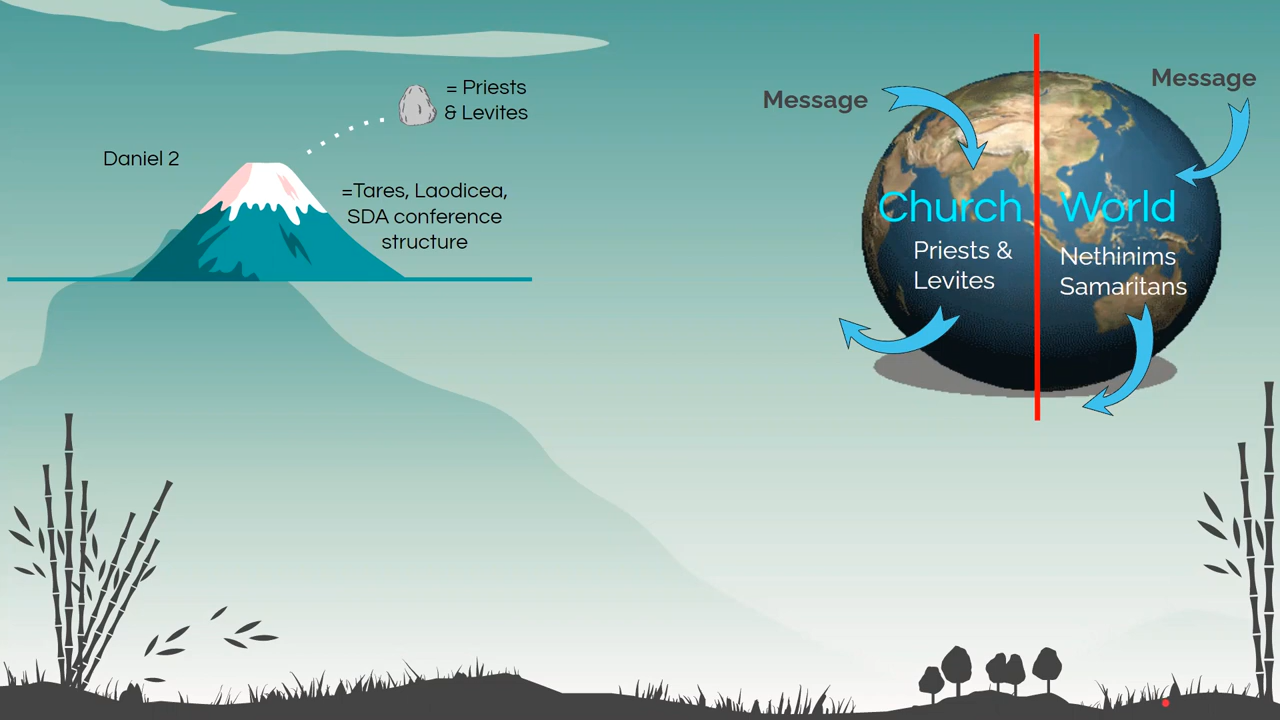 = Priests
& Levites
Daniel 2
=Tares, Laodicea,
SDA conference
structure
Message
Message
Church
World
Priests &
Levites
Nethinims
Samaritans